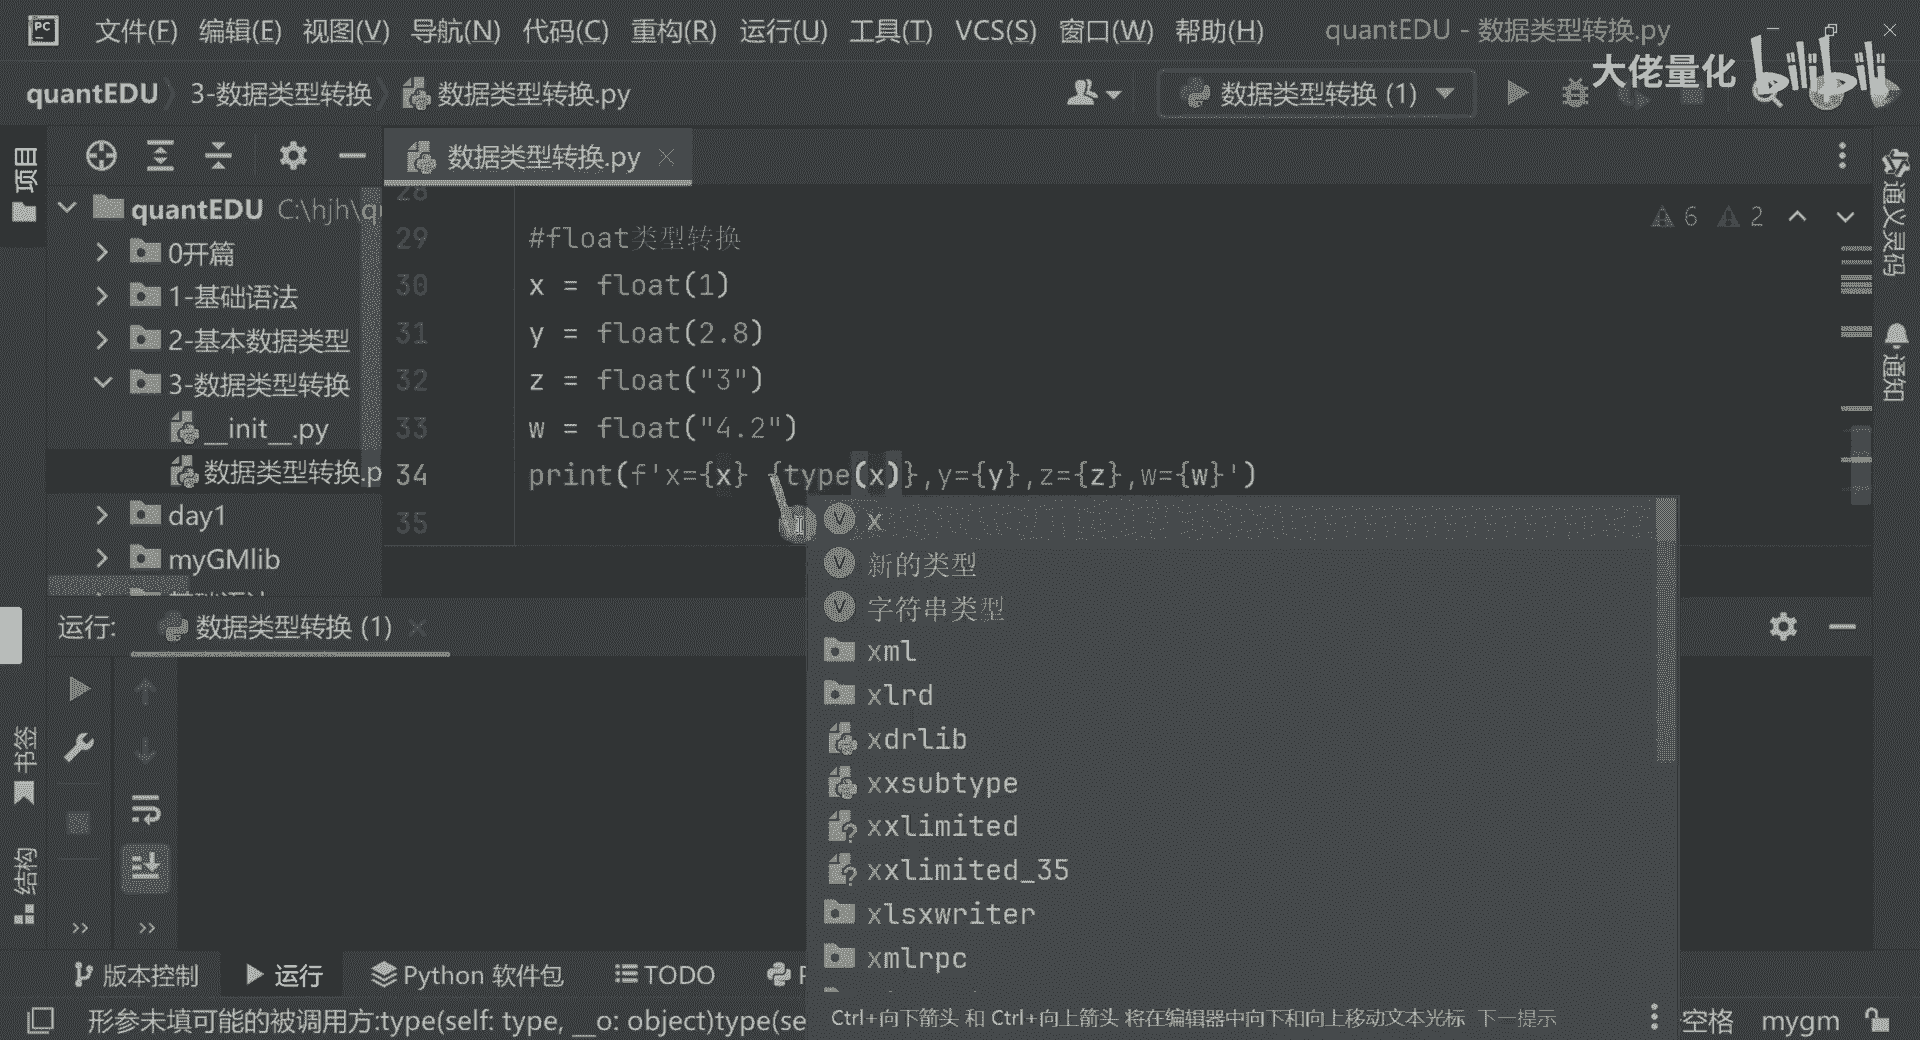 文件(F) 编辑(E) 视图(V) 导航(N) 代码(C) 重构(R) 运行(U) 工具(T) VCS(S) 窗口(W) 帮助(H) quantEDU - 数据类型转换.py
大佬量化 bilibili
quantEDU 3-数据类型转换 数据类型转换.py 数据类型转换 (1)
项目
数据类型转换.py
quantEDU C:\hjh\q
0开篇
1-基础语法
2-基本数据类型
3-数据类型转换
__init__.py
数据类型转换.p
day1
myGMlib
28
29 #float类型转换
30 x = float(1)
31 y = float(2.8)
32 z = float("3")
33 w = float("4.2")
34 print(f'x={x} {type(x)},y={y},z={z},w={w}')
35
6 2
通义灵码
通知
x
新的类型
字符串类型
xml
xlrd
xdrlib
xxsubtype
xxlimited
xxlimited_35
xlsxwriter
xmlrpc
Ctrl+向下箭头 和 Ctrl+向上箭头 将在编辑器中向下和向上移动文本光标 下一提示
运行: 数据类型转换 (1)
书签
结构
版本控制 运行 Python 软件包 TODO
形参未填可能的被调用方:type(self: type, __o: object)type(se
空格 mygm